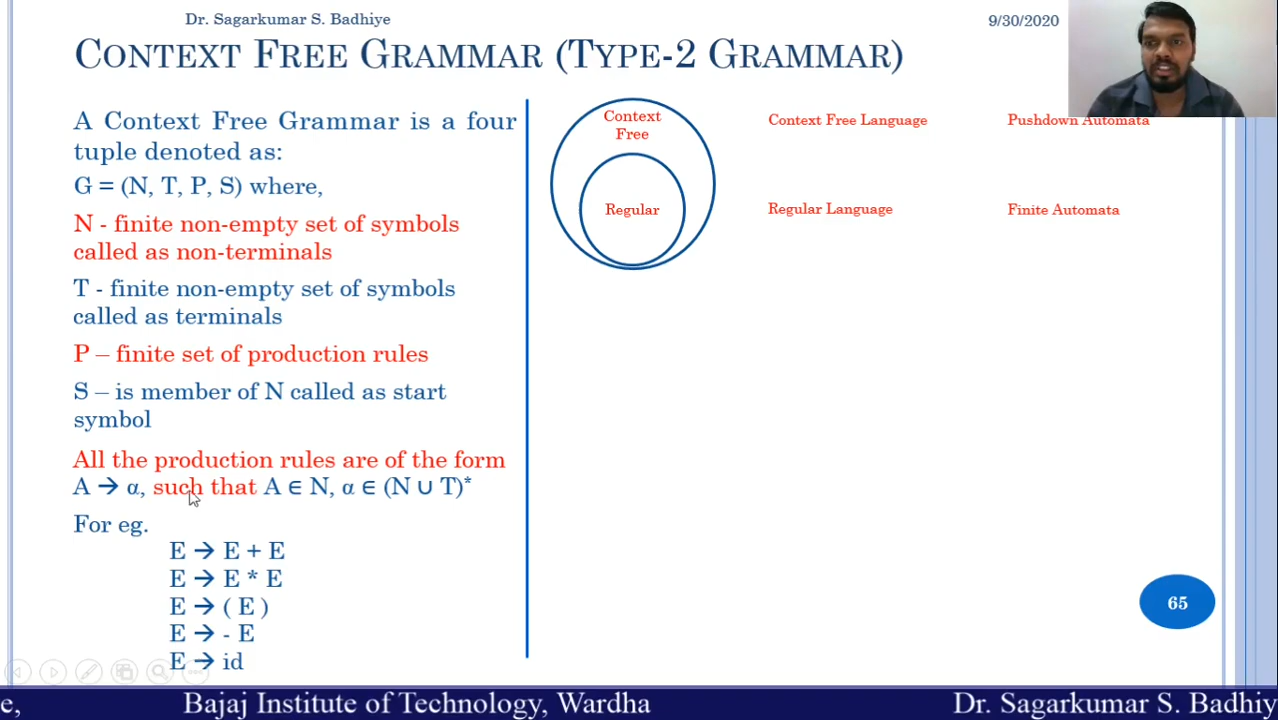 Dr. Sagarkumar S. Badhiye
9/30/2020
CONTEXT FREE GRAMMAR (TYPE-2 GRAMMAR)
A Context Free Grammar is a four
tuple denoted as:
G = (N, T, P, S) where,
N - finite non-empty set of symbols
called as non-terminals
T - finite non-empty set of symbols
called as terminals
P – finite set of production rules
S – is member of N called as start
symbol
All the production rules are of the form
A → α, such that A ∈ N, α ∈ (N ∪ T)*
For eg.
E → E + E
E → E * E
E → ( E )
E → - E
E → id
Context
Free
Regular
Context Free Language
Pushdown Automata
Regular Language
Finite Automata
65
e,
Bajaj Institute of Technology, Wardha
Dr. Sagarkumar S. Badhiy